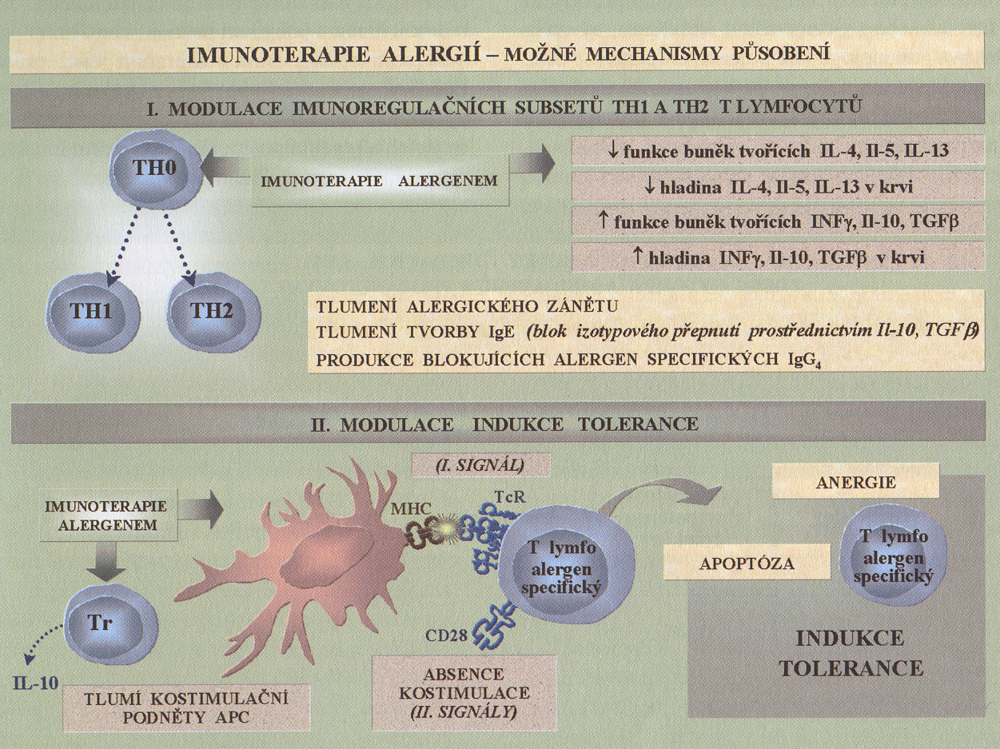 IMUNOTERAPIE ALERGIÍ – MOŽNÉ MECHANISMY PŮSOBENÍ
I. MODULACE IMUNOREGULAČNÍCH SUBSETŮ TH1 A TH2 T LYMFOCYTŮ
TH0
IMUNOTERAPIE ALERGENEM
↓ funkce buněk tvořících IL-4, Il-5, IL-13
↓ hladina IL-4, Il-5, IL-13 v krvi
↑ funkce buněk tvořících INFγ, Il-10, TGFβ
↑ hladina INFγ, Il-10, TGFβ v krvi
TH1
TH2
TLUMENÍ ALERGICKÉHO ZÁNĚTU
TLUMENÍ TVORBY IgE (blok izotypového přepnutí prostřednictvím Il-10, TGFβ)
PRODUKCE BLOKUJÍCÍCH ALERGEN SPECIFICKÝCH IgG₄
II. MODULACE INDUKCE TOLERANCE
IMUNOTERAPIE
ALERGENEM
Tr
IL-10
TLUMÍ KOSTIMULAČNÍ
PODNĚTY APC
(I. SIGNÁL)
MHC
TcR
T lymfo
alergen
specifický
CD28
ABSENCE
KOSTIMULACE
(II. SIGNÁLY)
ANERGIE
APOPTÓZA
T lymfo
alergen
specifický
INDUKCE
TOLERANCE